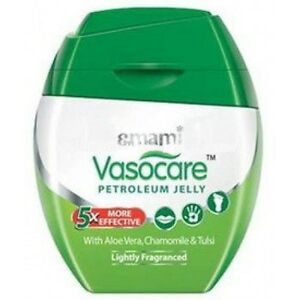 emami
Vasocare™
PETROLEUM JELLY
5x MORE
EFFECTIVE
With Aloe Vera, Chamomile & Tulsi
Lightly Fragranced